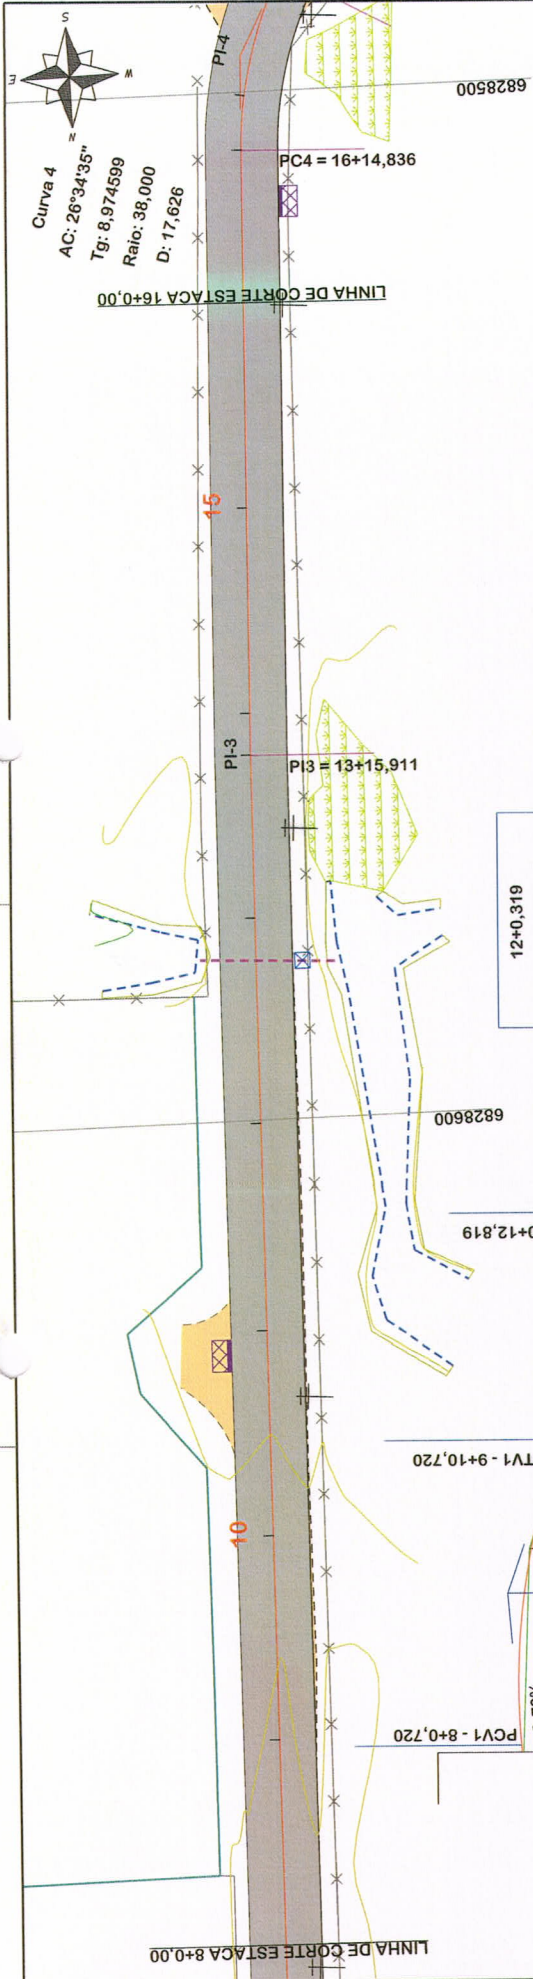 S
E
W
N
PI-4
6828500
Curva 4
AC: 26°34'35"
Tg: 8,974599
Raio: 38,000
D: 17,626
PC4 = 16+14,836
LINHA DE CORTE ESTACA 16+0,00
15
PI-3
PI3 = 13+15,911
12+0,319
6828600
0+12,819
TV1 - 9+10,720
10
PCV1 - 8+0,720
LINHA DE CORTE ESTACA 8+0,00